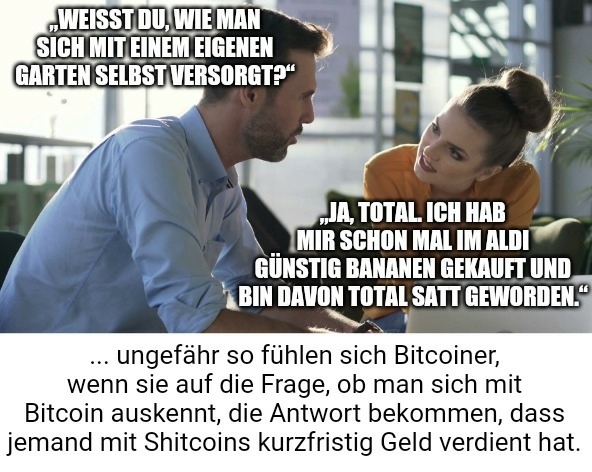 „WEISST DU, WIE MAN
SICH MIT EINEM EIGENEN
GARTEN SELBST VERSORGT?“
„JA, TOTAL. ICH HAB
MIR SCHON MAL IM ALDI
GÜNSTIG BANANEN GEKAUFT UND
BIN DAVON TOTAL SATT GEWORDEN.“
... ungefähr so fühlen sich Bitcoiner,
wenn sie auf die Frage, ob man sich mit
Bitcoin auskennt, die Antwort bekommen, dass
jemand mit Shitcoins kurzfristig Geld verdient hat.